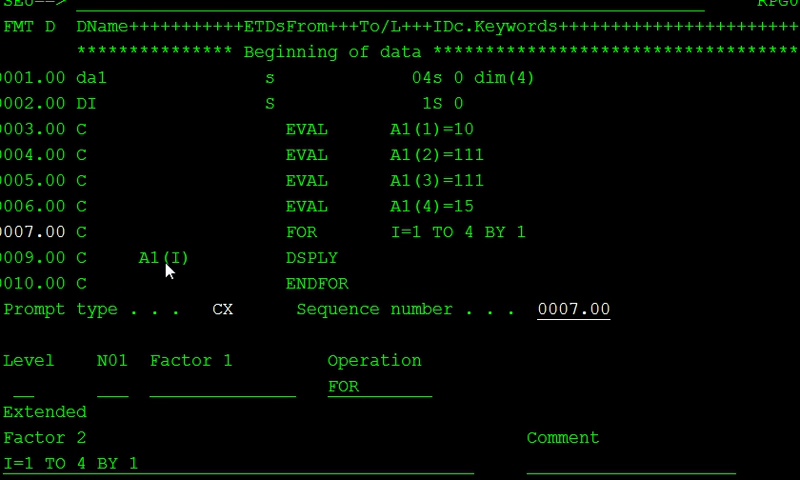 SEU==> RPG0
FMT D DName+++++++++++ETDsFrom+++To/L+++IDc.Keywords+++++++++++++++++++++++
*************** Beginning of data ***********************************
0001.00 da1 s 04s 0 dim(4)
0002.00 DI S 1S 0
0003.00 C EVAL A1(1)=10
0004.00 C EVAL A1(2)=111
0005.00 C EVAL A1(3)=111
0006.00 C EVAL A1(4)=15
0007.00 C FOR I=1 TO 4 BY 1
0009.00 C A1(I) DSPLY
0010.00 C ENDFOR
Prompt type . . . CX Sequence number . . . 0007.00
Level N01 Factor 1 Operation
FOR
Extended
Factor 2 Comment
I=1 TO 4 BY 1